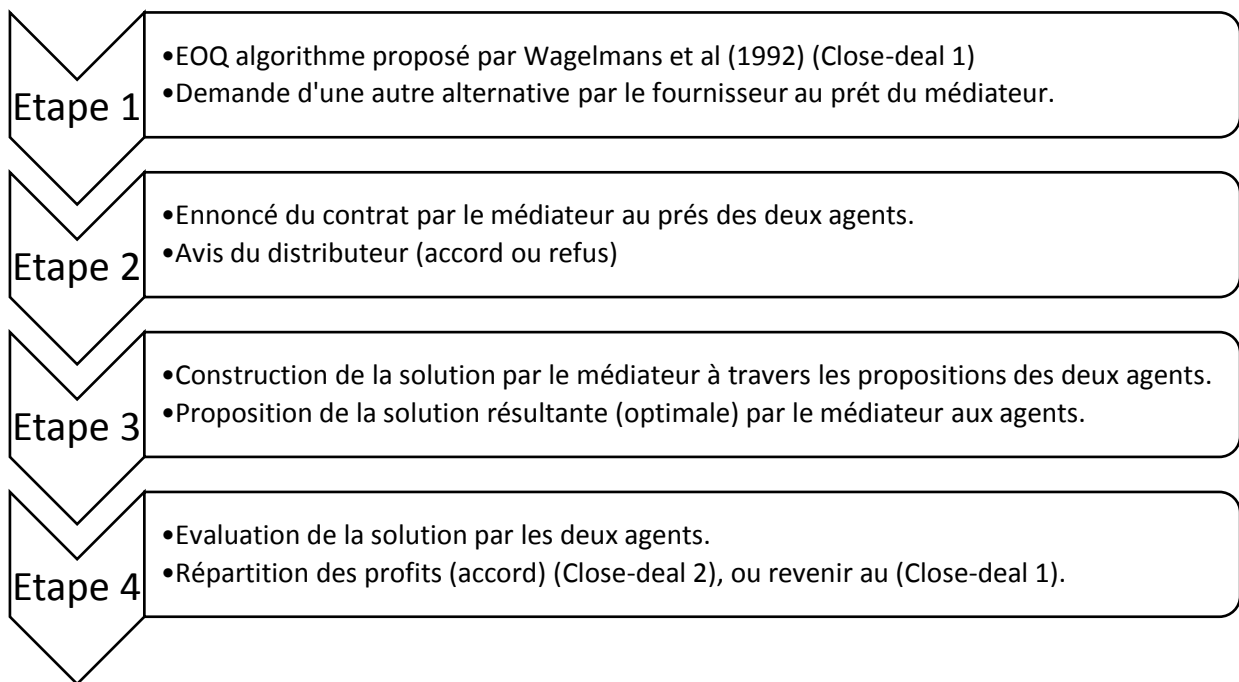 Etape 1
•EOQ algorithme proposé par Wagelmans et al (1992) (Close-deal 1)
•Demande d'une autre alternative par le fournisseur au prét du médiateur.
Etape 2
•Ennoncé du contrat par le médiateur au prés des deux agents.
•Avis du distributeur (accord ou refus)
Etape 3
•Construction de la solution par le médiateur à travers les propositions des deux agents.
•Proposition de la solution résultante (optimale) par le médiateur aux agents.
Etape 4
•Evaluation de la solution par les deux agents.
•Répartition des profits (accord) (Close-deal 2), ou revenir au (Close-deal 1).